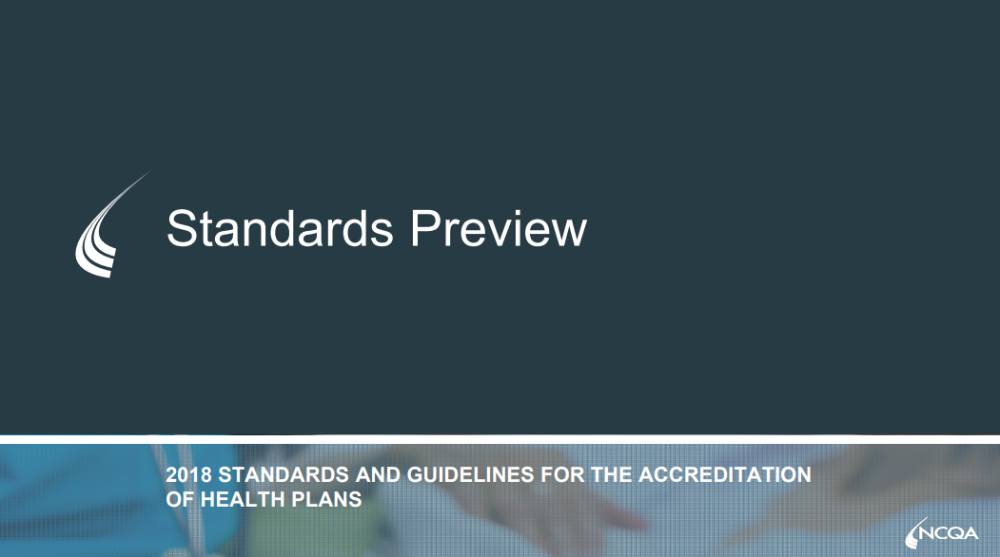 Standards Preview
2018 STANDARDS AND GUIDELINES FOR THE ACCREDITATION
OF HEALTH PLANS
NCQA